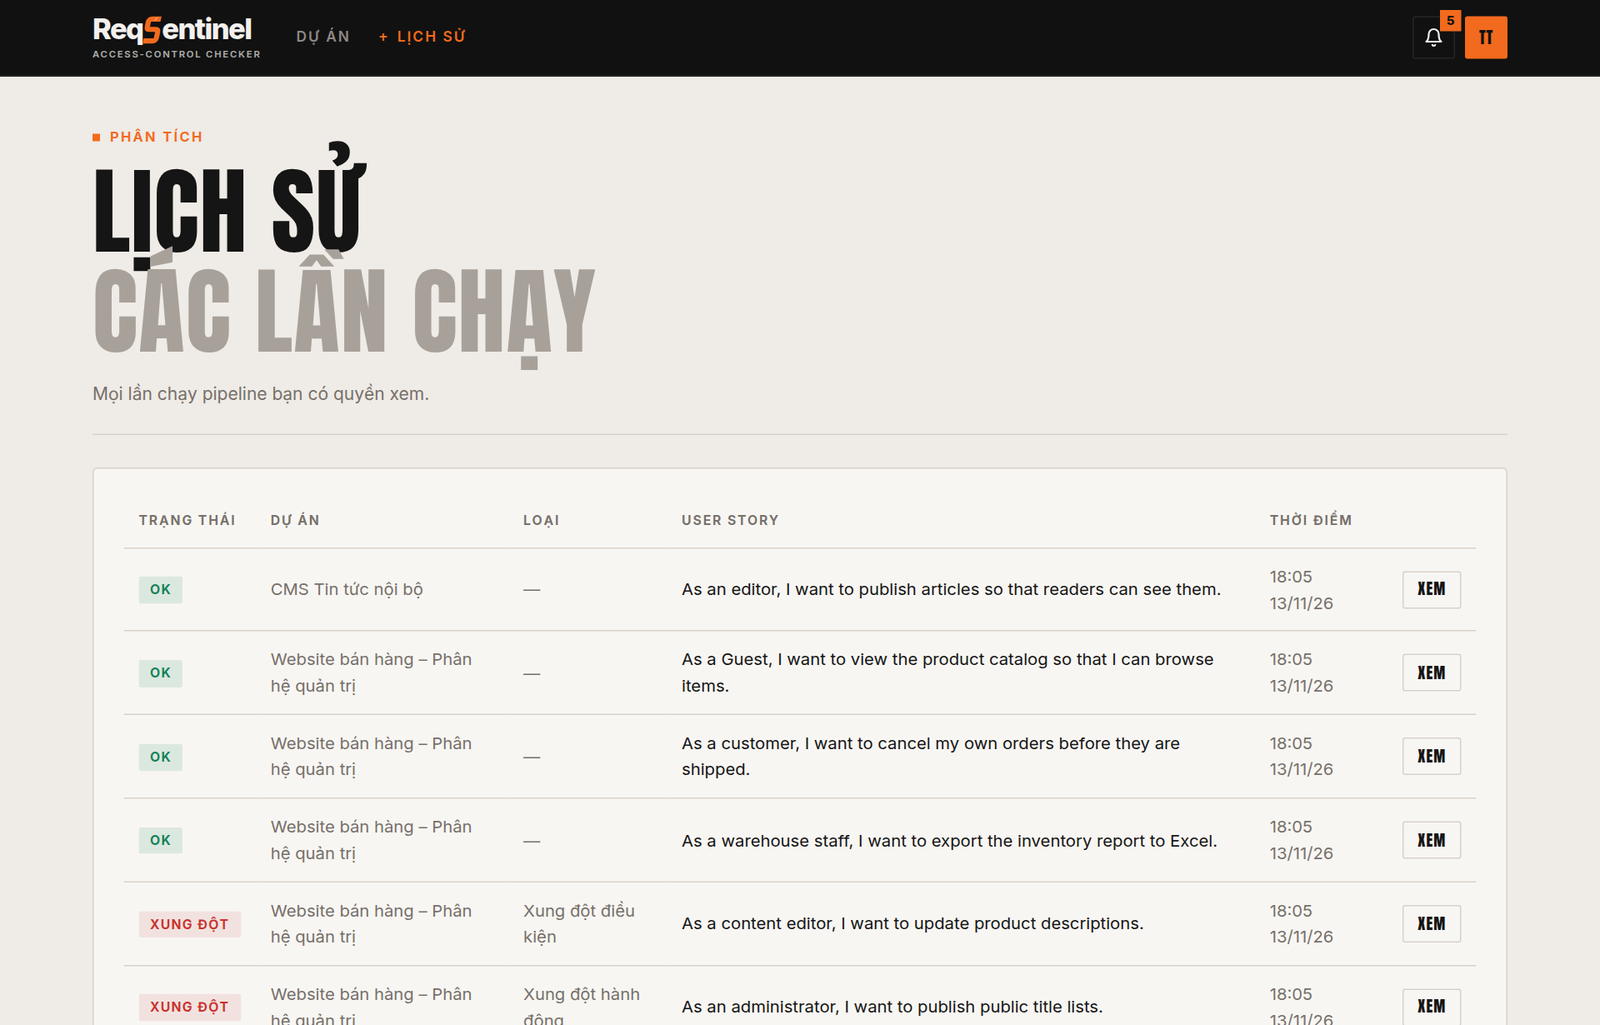 ReqSentinel
ACCESS-CONTROL CHECKER
DỰ ÁN
+ LỊCH SỬ
5
TT
PHÂN TÍCH
LỊCH SỬ
CÁC LẦN CHẠY
Mọi lần chạy pipeline bạn có quyền xem.
TRẠNG THÁI DỰ ÁN LOẠI USER STORY THỜI ĐIỂM
OK
CMS Tin tức nội bộ
—
As an editor, I want to publish articles so that readers can see them.
18:05
13/11/26
XEM
OK
Website bán hàng – Phân
hệ quản trị
—
As a Guest, I want to view the product catalog so that I can browse
items.
18:05
13/11/26
XEM
OK
Website bán hàng – Phân
hệ quản trị
—
As a customer, I want to cancel my own orders before they are
shipped.
18:05
13/11/26
XEM
OK
Website bán hàng – Phân
hệ quản trị
—
As a warehouse staff, I want to export the inventory report to Excel.
18:05
13/11/26
XEM
XUNG ĐỘT
Website bán hàng – Phân
hệ quản trị
Xung đột điều
kiện
As a content editor, I want to update product descriptions.
18:05
13/11/26
XEM
XUNG ĐỘT
Website bán hàng – Phân
hệ quản trị
Xung đột hành
động
As an administrator, I want to publish public title lists.
18:05
13/11/26
XEM